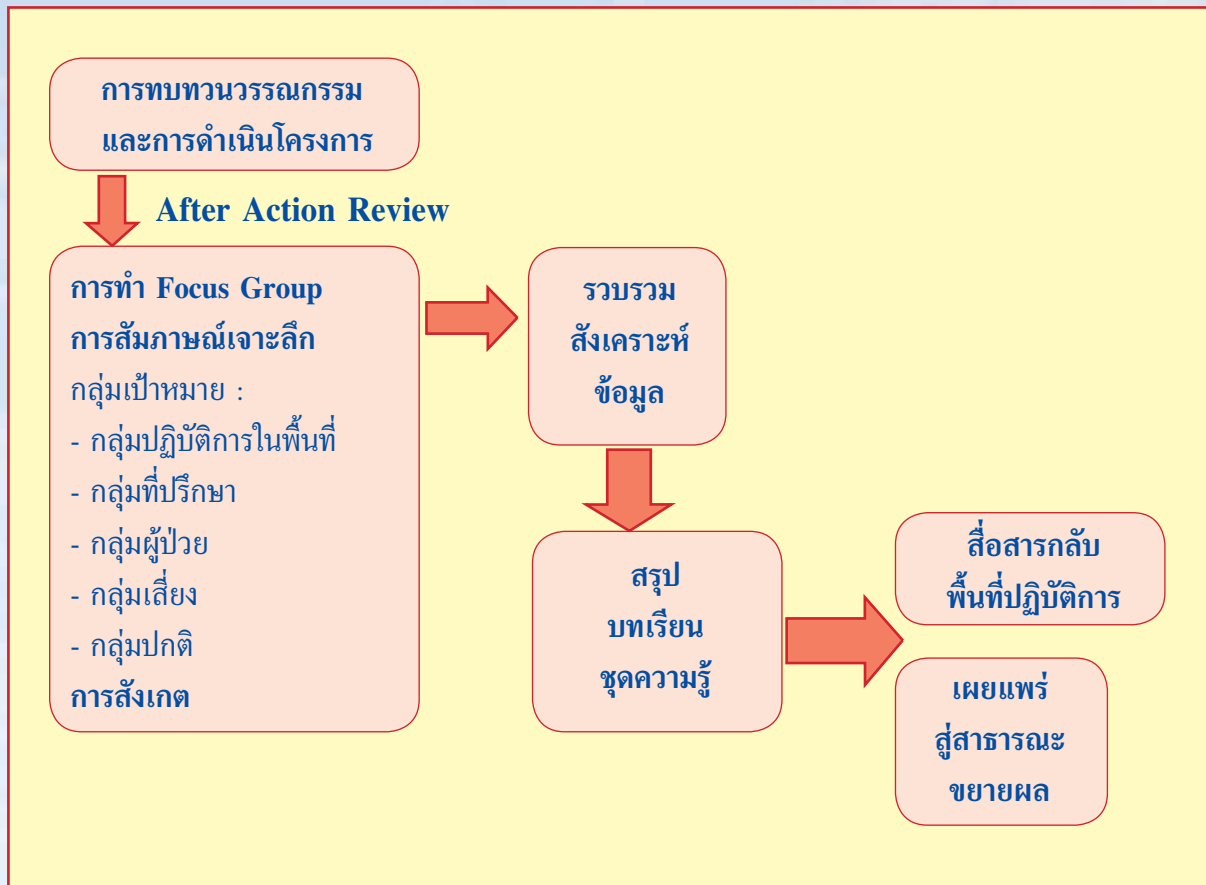 การทบทวนวรรณกรรม
และการดำเนินโครงการ
After Action Review
การทำ Focus Group
การสัมภาษณ์เจาะลึก
กลุ่มเป้าหมาย :
- กลุ่มปฏิบัติการในพื้นที่
- กลุ่มที่ปรึกษา
- กลุ่มผู้ป่วย
- กลุ่มเสี่ยง
- กลุ่มปกติ
การสังเกต
รวบรวม
สังเคราะห์
ข้อมูล
สรุป
บทเรียน
ชุดความรู้
สื่อสารกลับ
พื้นที่ปฏิบัติการ
เผยแพร่
สู่สาธารณะ
ขยายผล